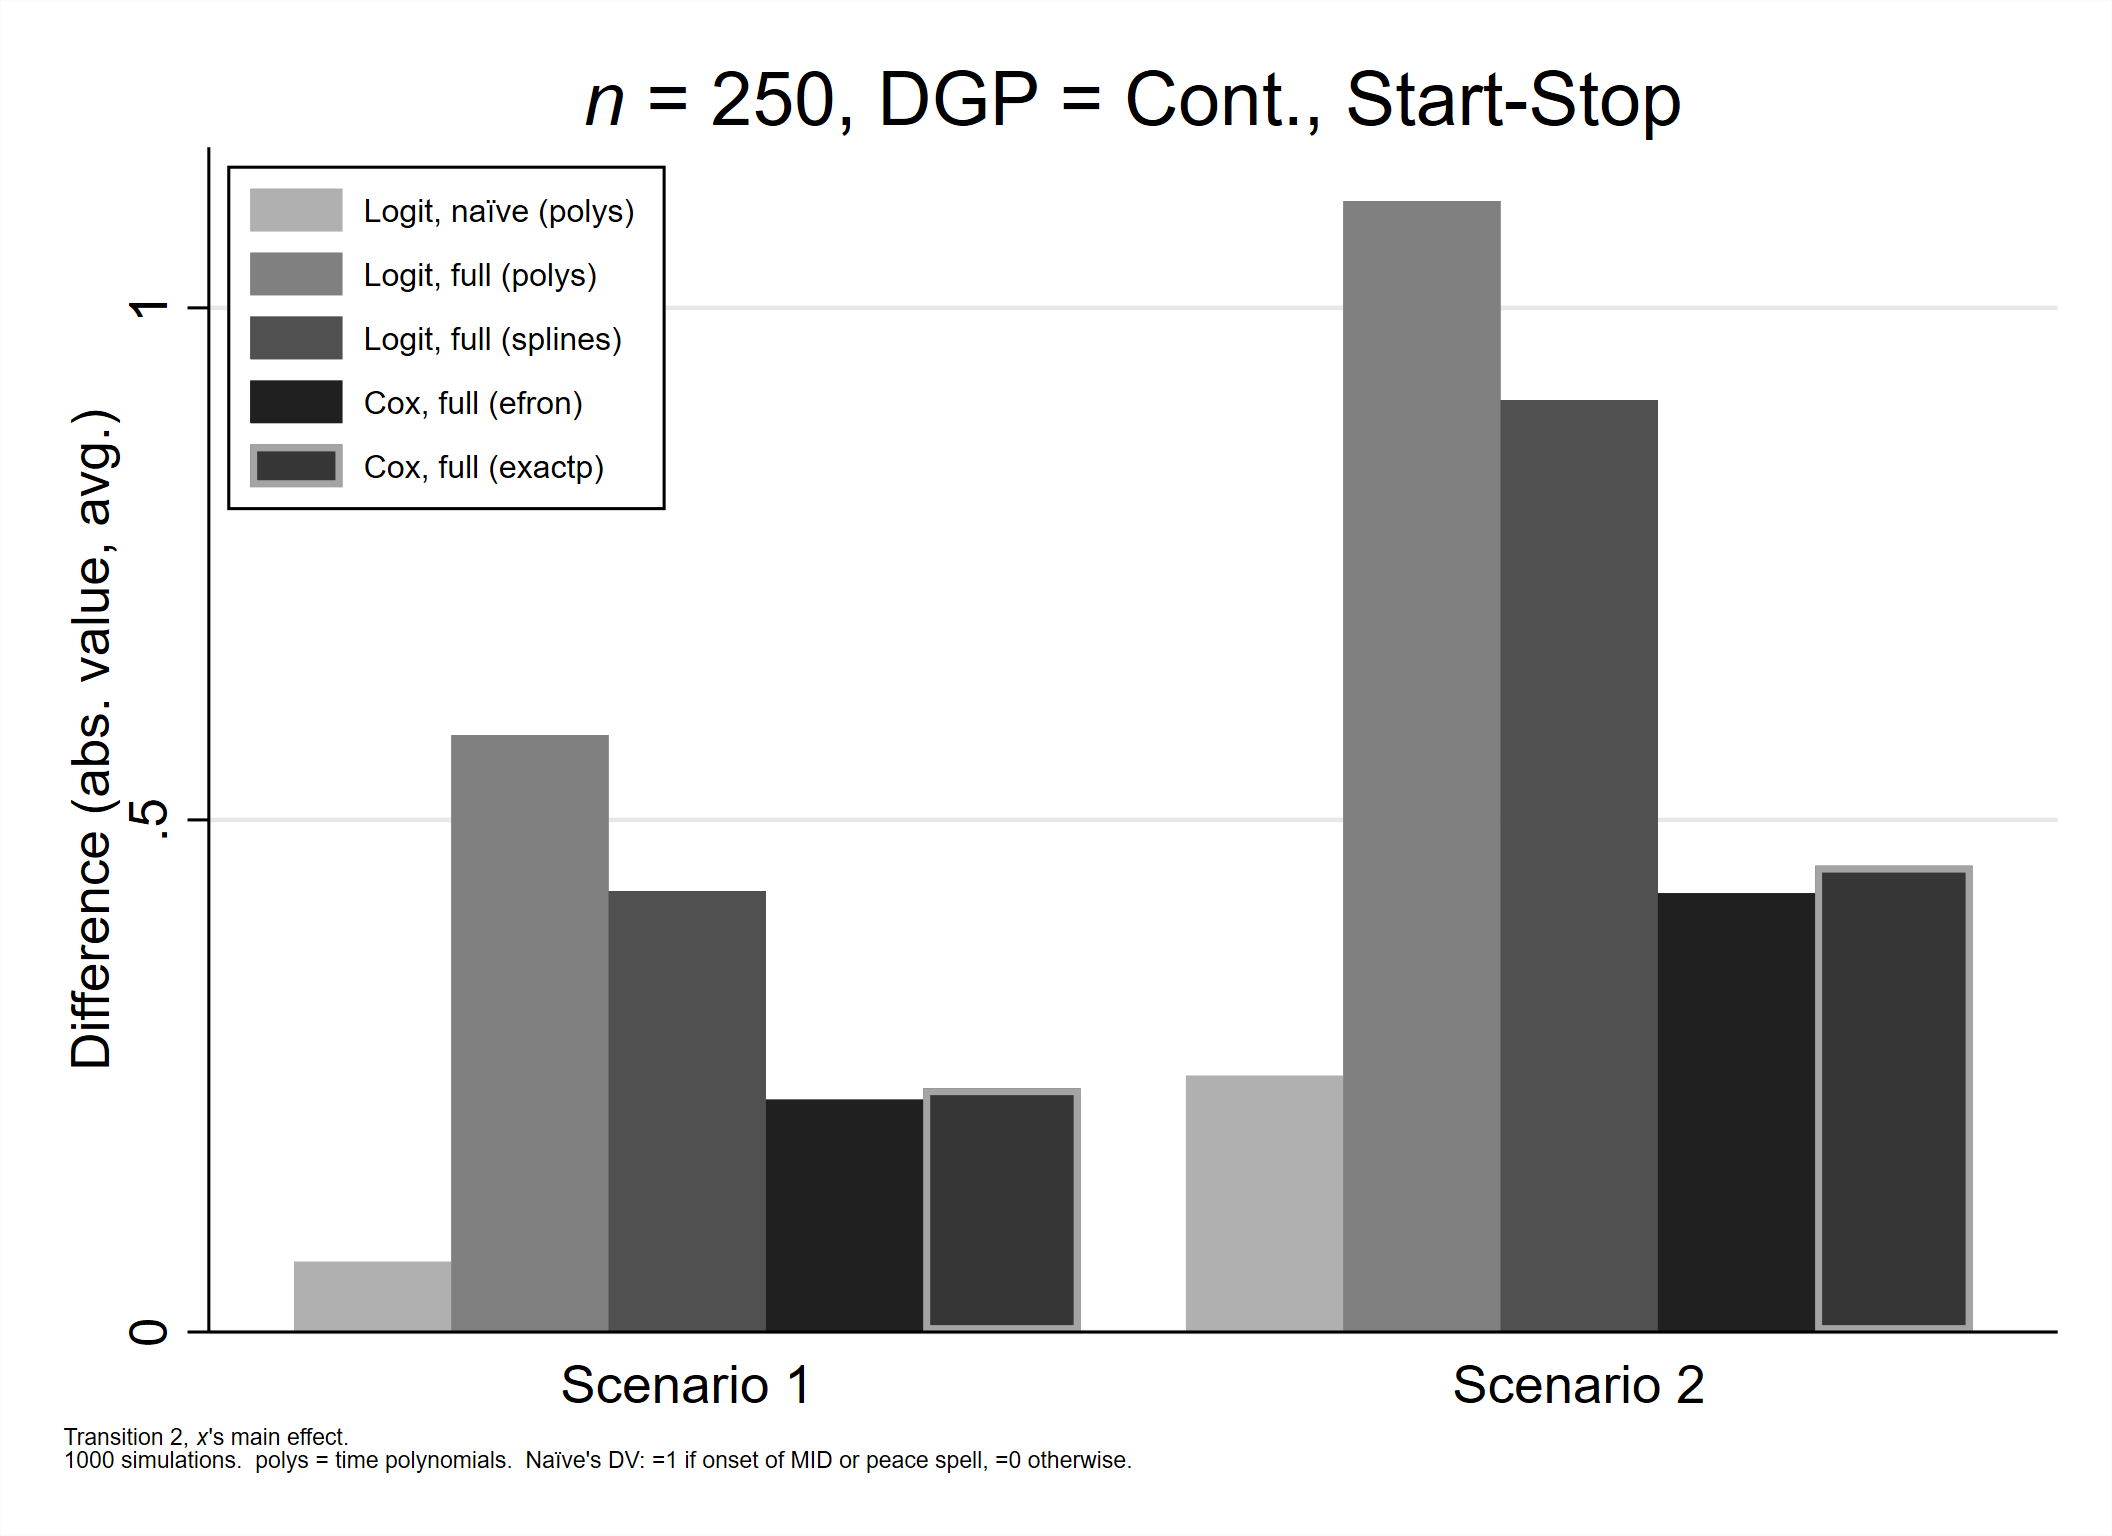 n = 250, DGP = Cont., Start-Stop
Logit, naïve (polys)
Logit, full (polys)
Logit, full (splines)
Cox, full (efron)
Cox, full (exactp)
Difference (abs. value, avg.)
1
.5
0
Scenario 1
Scenario 2
Transition 2, x's main effect.
1000 simulations.  polys = time polynomials.  Naïve's DV: =1 if onset of MID or peace spell, =0 otherwise.